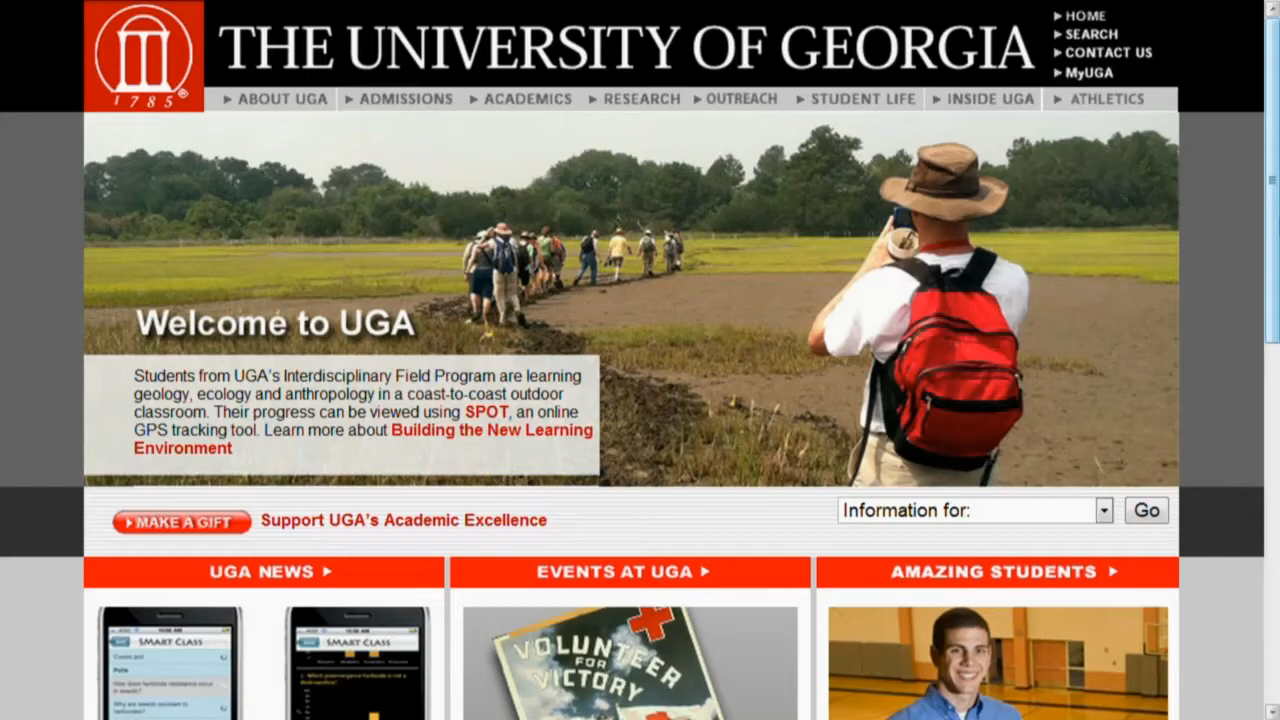 THE UNIVERSITY OF GEORGIA
1785
HOME
SEARCH
CONTACT US
MyUGA
ABOUT UGA
ADMISSIONS
ACADEMICS
RESEARCH
OUTREACH
STUDENT LIFE
INSIDE UGA
ATHLETICS
Welcome to UGA
Students from UGA's Interdisciplinary Field Program are learning
geology, ecology and anthropology in a coast-to-coast outdoor
classroom. Their progress can be viewed using SPOT, an online
GPS tracking tool. Learn more about Building the New Learning
Environment
MAKE A GIFT
Support UGA's Academic Excellence
Information for:
Go
UGA NEWS
EVENTS AT UGA
AMAZING STUDENTS
SMART CLASS
Polls
SMART CLASS
VOLUNTEER
FOR
VICTORY